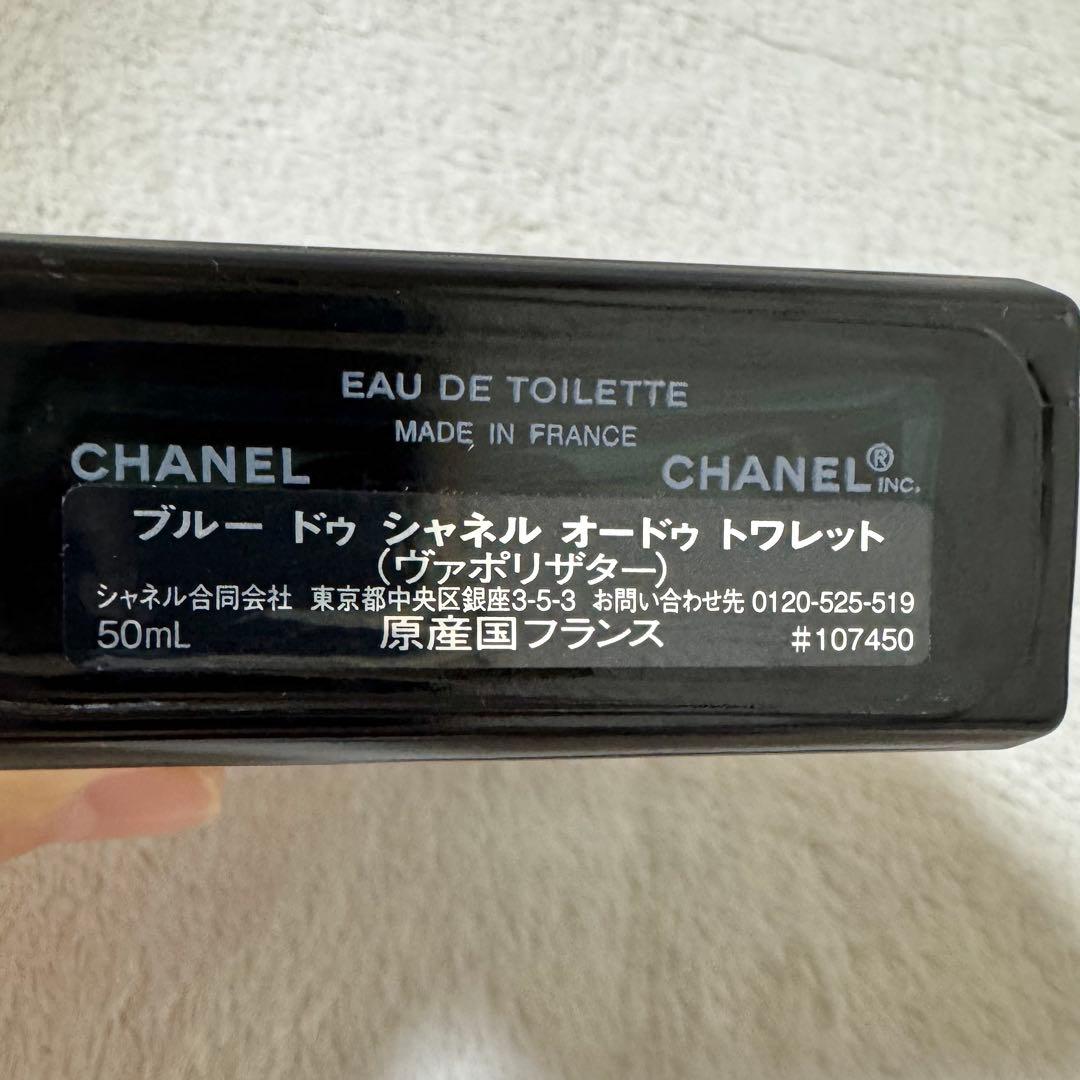 EAU DE TOILETTE
MADE IN FRANCE
CHANEL CHANEL® INC.
ブルー ドゥ シャネル オードゥ トワレット
(ヴァポリザター)
シャネル合同会社 東京都中央区銀座3-5-3 お問い合わせ先 0120-525-519
50mL 原産国フランス #107450